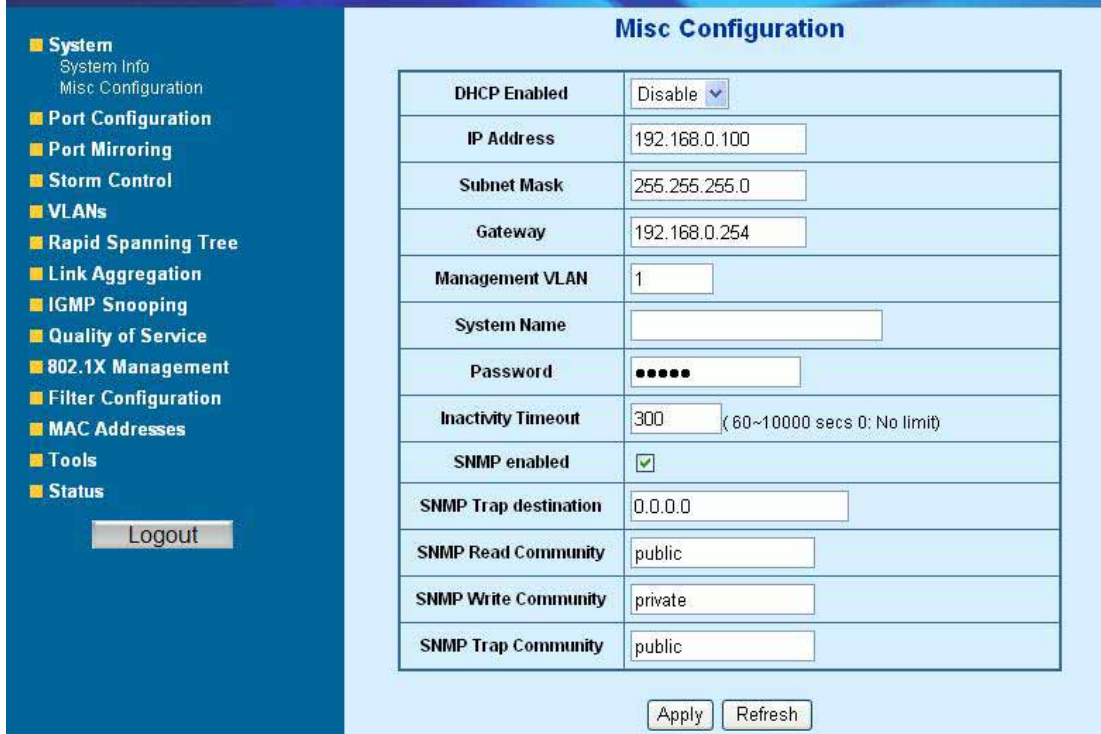 System
System Info
Misc Configuration
Port Configuration
Port Mirroring
Storm Control
VLANs
Rapid Spanning Tree
Link Aggregation
IGMP Snooping
Quality of Service
802.1X Management
Filter Configuration
MAC Addresses
Tools
Status
Logout
Misc Configuration
DHCP Enabled Disable
IP Address 192.168.0.100
Subnet Mask 255.255.255.0
Gateway 192.168.0.254
Management VLAN 1
System Name
Password •••••
Inactivity Timeout 300 ( 60~10000 secs 0: No limit)
SNMP enabled
SNMP Trap destination 0.0.0.0
SNMP Read Community public
SNMP Write Community private
SNMP Trap Community public
Apply Refresh